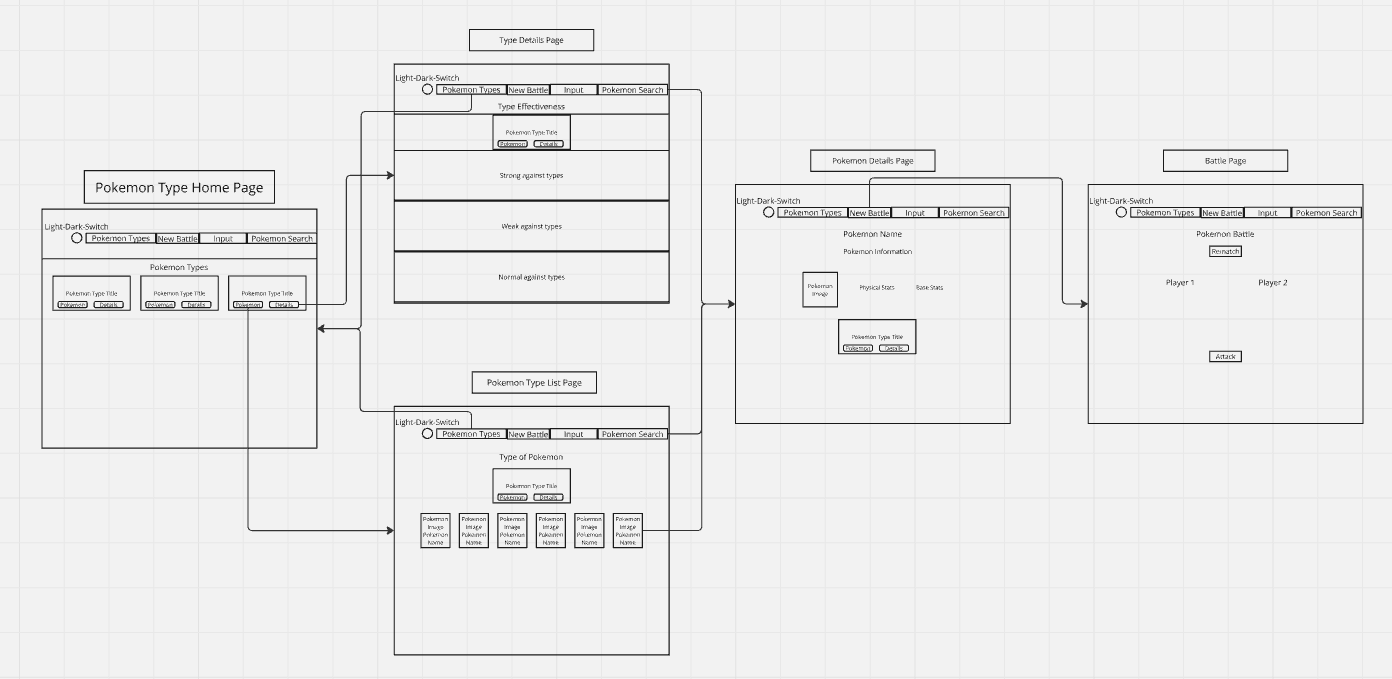 Type Details Page
Light-Dark-Switch
Pokemon Types New Battle Input Pokemon Search
Type Effectiveness
Pokemon Type Title
Pokemon Details
Strong against types
Weak against types
Normal against types
Pokemon Type Home Page
Light-Dark-Switch
Pokemon Types New Battle Input Pokemon Search
Pokemon Types
Pokemon Type Title Pokemon Type Title Pokemon Type Title
Pokemon Details Pokemon Details Pokemon Details
Pokemon Type List Page
Light-Dark-Switch
Pokemon Types New Battle Input Pokemon Search
Type of Pokemon
Pokemon Type Title
Pokemon Details
Pokemon Pokemon Pokemon Pokemon Pokemon Pokemon
Image Image Image Image Image Image
Pokemon Pokemon Pokemon Pokemon Pokemon Pokemon
Name Name Name Name Name Name
Pokemon Details Page
Light-Dark-Switch
Pokemon Types New Battle Input Pokemon Search
Pokemon Name
Pokemon Information
Pokemon
Image
Physical Stats Base Stats
Pokemon Type Title
Pokemon Details
Battle Page
Light-Dark-Switch
Pokemon Types New Battle Input Pokemon Search
Pokemon Battle
Rematch
Player 1 Player 2
Attack